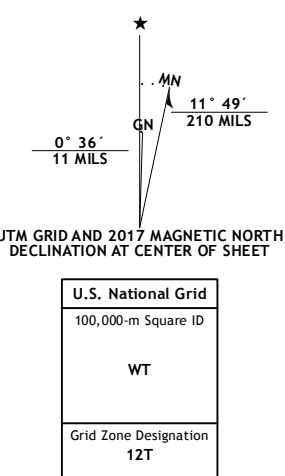 ★
MN
11° 49´
210 MILS
GN
0° 36´
11 MILS
UTM GRID AND 2017 MAGNETIC NORTH
DECLINATION AT CENTER OF SHEET
U.S. National Grid
100,000-m Square ID
WT
Grid Zone Designation
12T